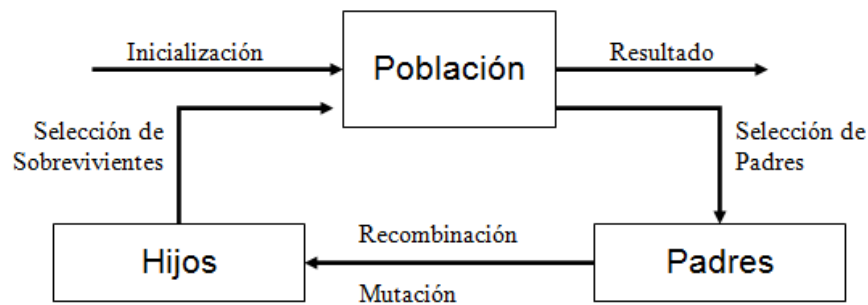 Inicialización
Población
Resultado
Selección de
Sobrevivientes
Selección de
Padres
Hijos
Recombinación
Mutación
Padres